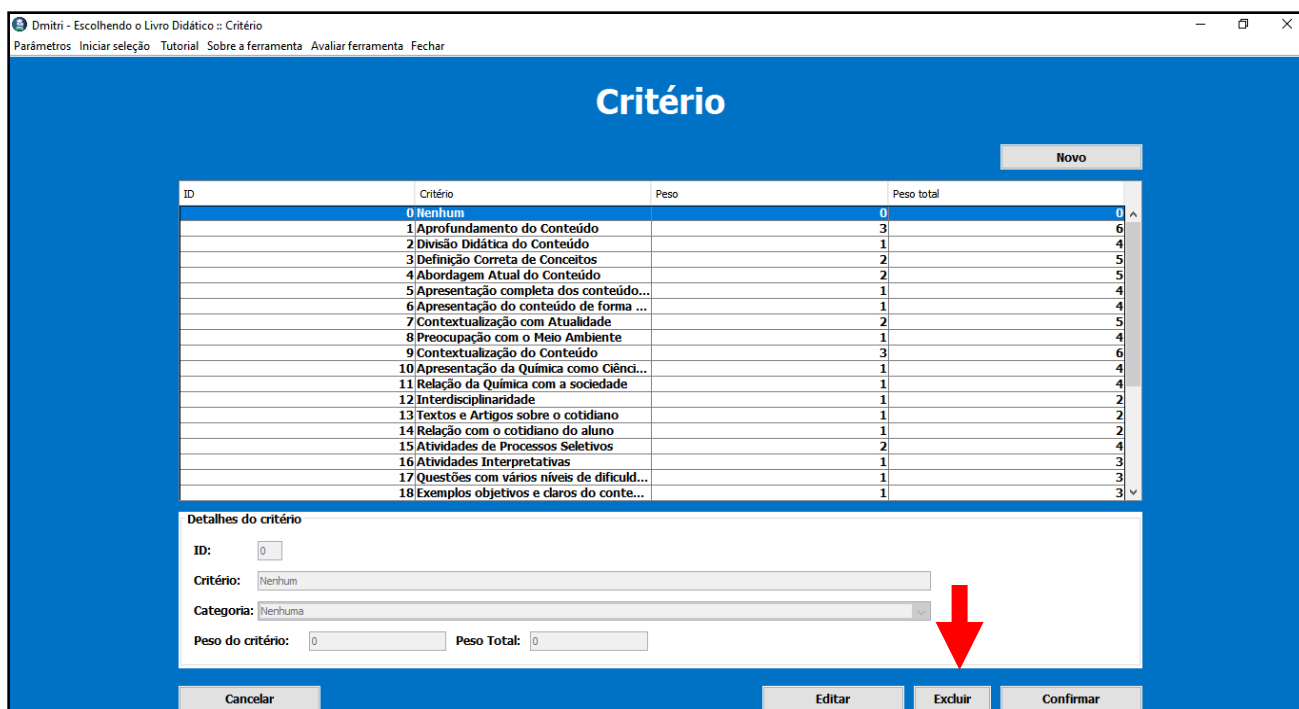 Dmitri - Escolhendo o Livro Didático :: Critério
Parâmetros Iniciar seleção Tutorial Sobre a ferramenta Avaliar ferramenta Fechar
Critério
Novo
ID Critério Peso Peso total
0 Nenhum 0 0
1 Aprofundamento do Conteúdo 3 6
2 Divisão Didática do Conteúdo 1 4
3 Definição Correta de Conceitos 2 5
4 Abordagem Atual do Conteúdo 2 5
5 Apresentação completa dos conteúdo... 1 4
6 Apresentação do conteúdo de forma ... 1 4
7 Contextualização com Atualidade 2 5
8 Preocupação com o Meio Ambiente 1 4
9 Contextualização do Conteúdo 3 6
10 Apresentação da Química como Ciênci... 1 4
11 Relação da Química com a sociedade 1 4
12 Interdisciplinaridade 1 2
13 Textos e Artigos sobre o cotidiano 1 2
14 Relação com o cotidiano do aluno 1 2
15 Atividades de Processos Seletivos 2 4
16 Atividades Interpretativas 1 3
17 Questões com vários níveis de dificuld... 1 3
18 Exemplos objetivos e claros do conte... 1 3
Detalhes do critério
ID: 0
Critério: Nenhum
Categoria: Nenhuma
Peso do critério: 0 Peso Total: 0
Cancelar Editar Excluir Confirmar